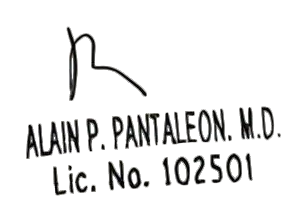 ALAIN P. PANTALEON. M.D.
Lic. No. 102501